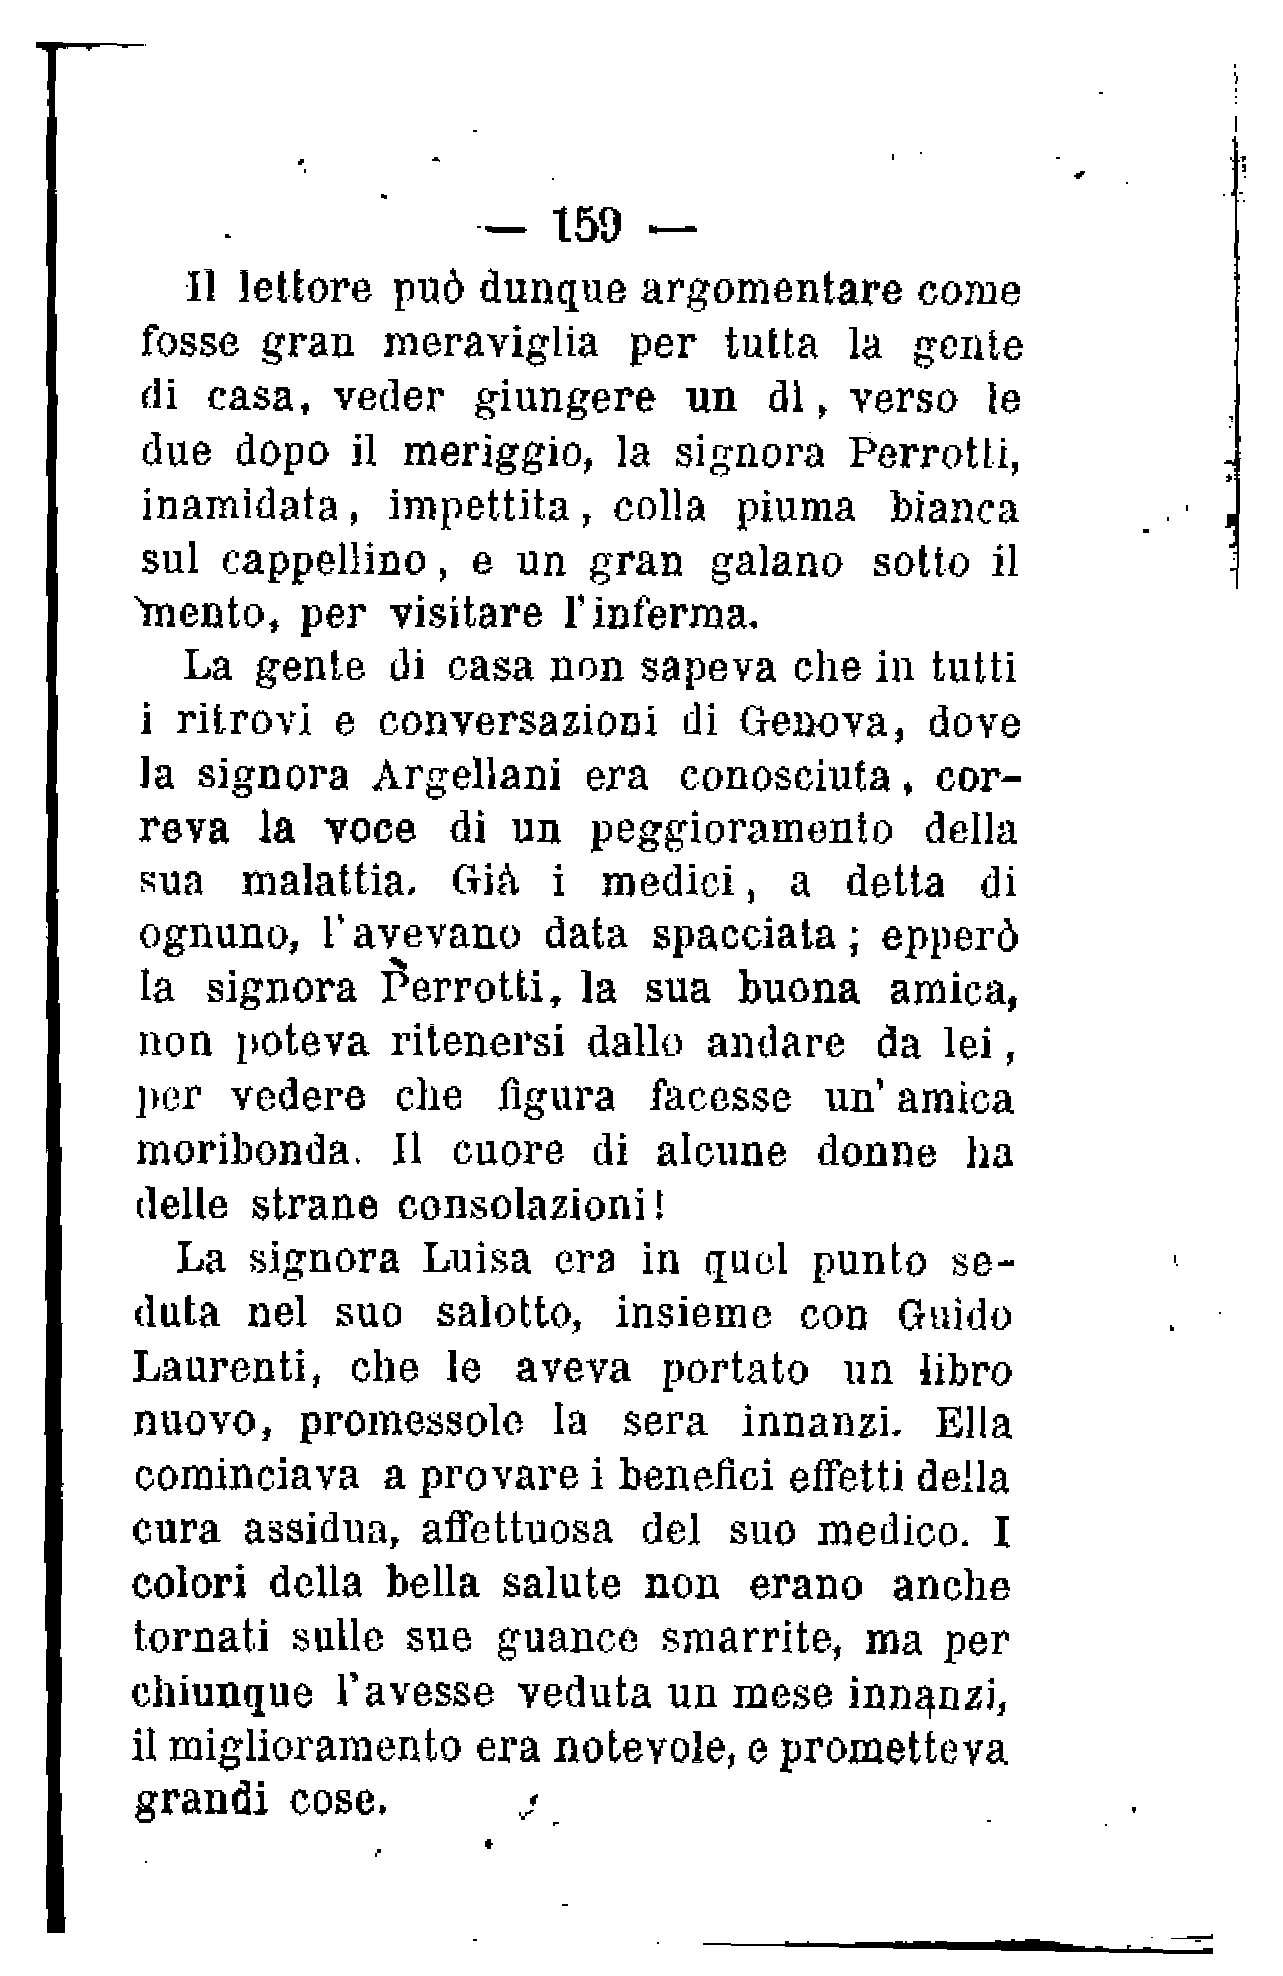 — 159 —
Il lettore può dunque argomentare come
fosse gran meraviglia per tutta la gente
di casa, veder giungere un dì, verso le
due dopo il meriggio, la signora Perrotti,
inamidata, impettita, colla piuma bianca
sul cappellino, e un gran galano sotto il
mento, per visitare l'inferma.
La gente di casa non sapeva che in tutti
i ritrovi e conversazioni di Genova, dove
la signora Argellani era conosciuta, cor-
reva la voce di un peggioramento della
sua malattia. Già i medici, a detta di
ognuno, l'avevano data spacciata; epperò
la signora Perrotti, la sua buona amica,
non poteva ritenersi dallo andare da lei,
per vedere che figura facesse un'amica
moribonda. Il cuore di alcune donne ha
delle strane consolazioni!
La signora Luisa era in quel punto se-
duta nel suo salotto, insieme con Guido
Laurenti, che le aveva portato un libro
nuovo, promessole la sera innanzi. Ella
cominciava a provare i benefici effetti della
cura assidua, affettuosa del suo medico. I
colori della bella salute non erano anche
tornati sulle sue guance smarrite, ma per
chiunque l'avesse veduta un mese innanzi,
il miglioramento era notevole, e prometteva
grandi cose.